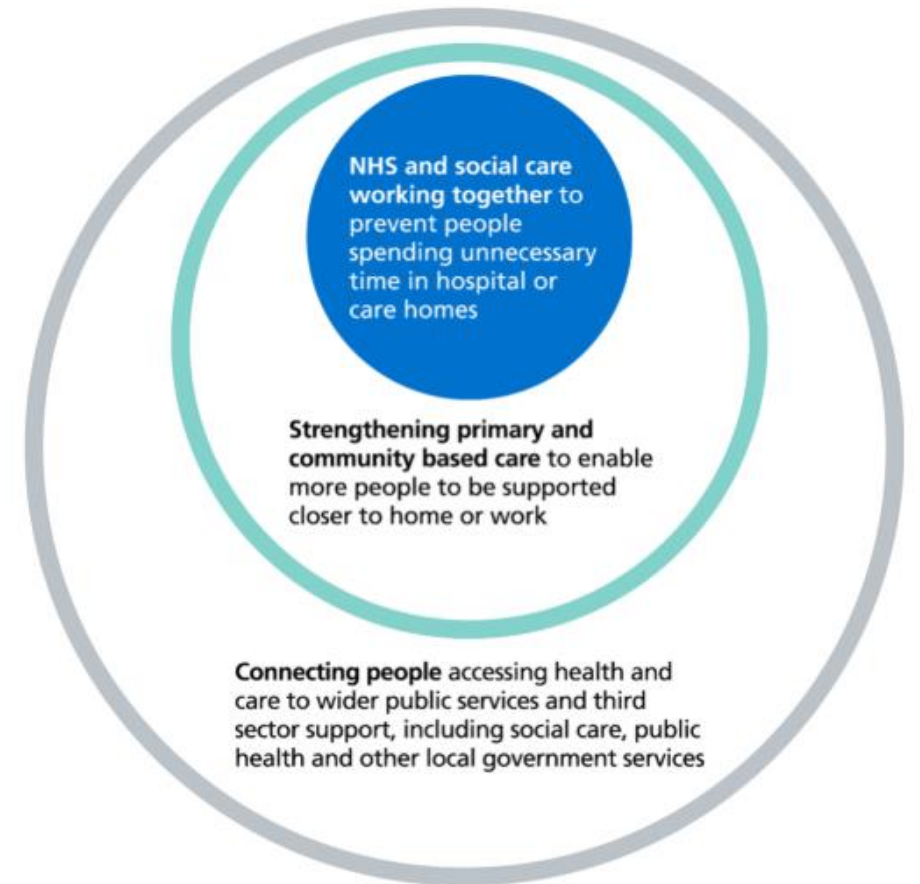 NHS and social care
working together to
prevent people
spending unnecessary
time in hospital or
care homes
Strengthening primary and
community based care to enable
more people to be supported
closer to home or work
Connecting people accessing health and
care to wider public services and third
sector support, including social care, public
health and other local government services